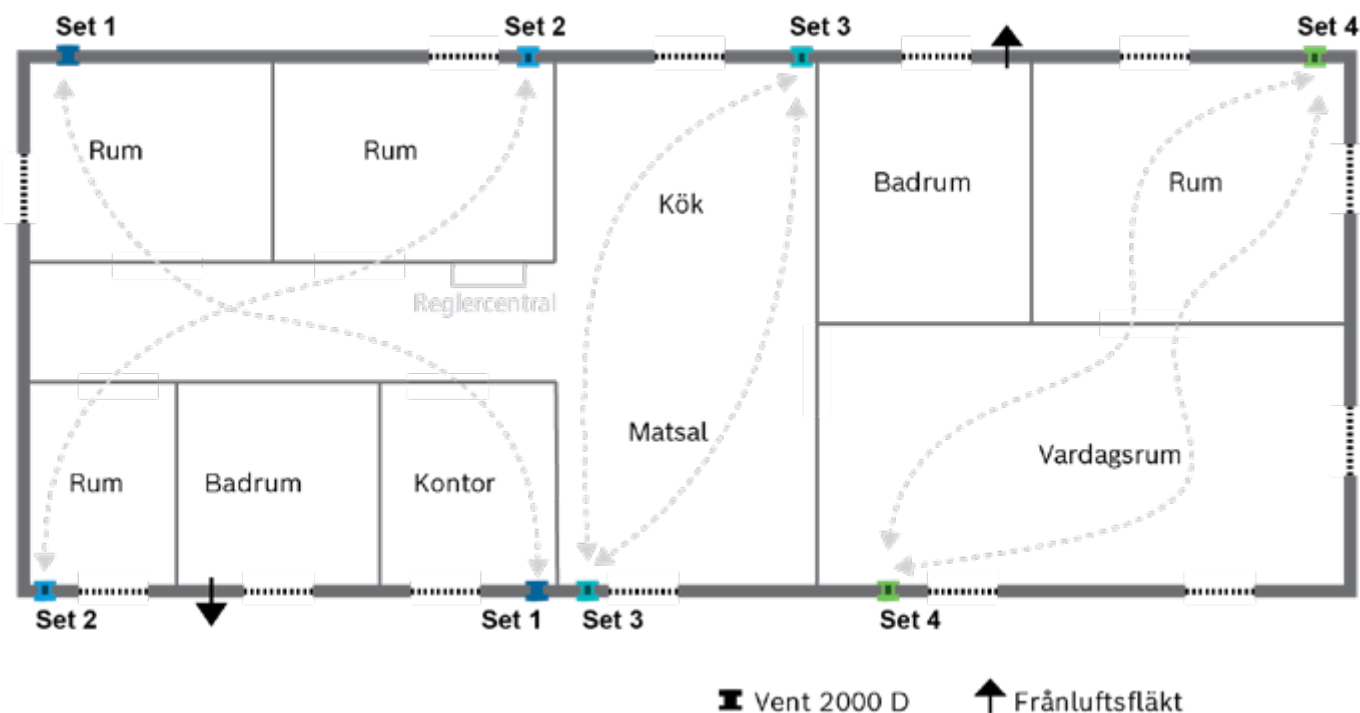 Set 1
Set 2
Set 3
Set 4
Rum
Rum
Kök
Badrum
Rum
Reglercentral
Matsal
Vardagsrum
Rum
Badrum
Kontor
Set 2
Set 1
Set 3
Set 4
Vent 2000 D
Frånluftsfläkt